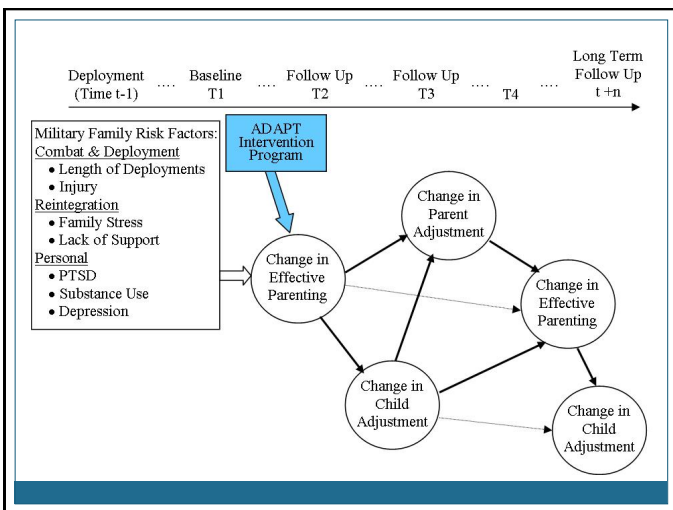 Long Term
Deployment .... Baseline .... Follow Up .... Follow Up .... .... Follow Up
(Time t-1) T1 T2 T3 T4 t +n
Military Family Risk Factors:
Combat & Deployment
• Length of Deployments
• Injury
Reintegration
• Family Stress
• Lack of Support
Personal
• PTSD
• Substance Use
• Depression
ADAPT
Intervention
Program
Change in
Effective
Parenting
Change in
Parent
Adjustment
Change in
Child
Adjustment
Change in
Effective
Parenting
Change in
Child
Adjustment